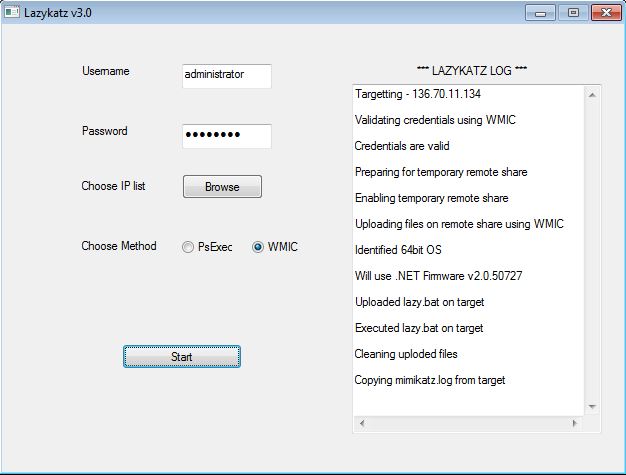 Lazykatz v3.0
Username
administrator
Password
●●●●●●●●
Choose IP list
Browse
Choose Method
PsExec
WMIC
Start
*** LAZYKATZ LOG ***
Targetting - 136.70.11.134
Validating credentials using WMIC
Credentials are valid
Preparing for temporary remote share
Enabling temporary remote share
Uploading files on remote share using WMIC
Identified 64bit OS
Will use .NET Firmware v2.0.50727
Uploaded lazy.bat on target
Executed lazy.bat on target
Cleaning uploded files
Copying mimikatz.log from target